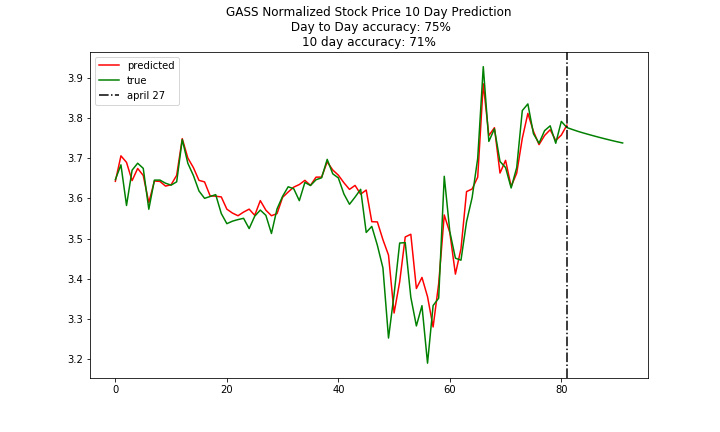 GASS Normalized Stock Price 10 Day Prediction
Day to Day accuracy: 75%
10 day accuracy: 71%
predicted
true
april 27
3.9
3.8
3.7
3.6
3.5
3.4
3.3
3.2
0 20 40 60 80